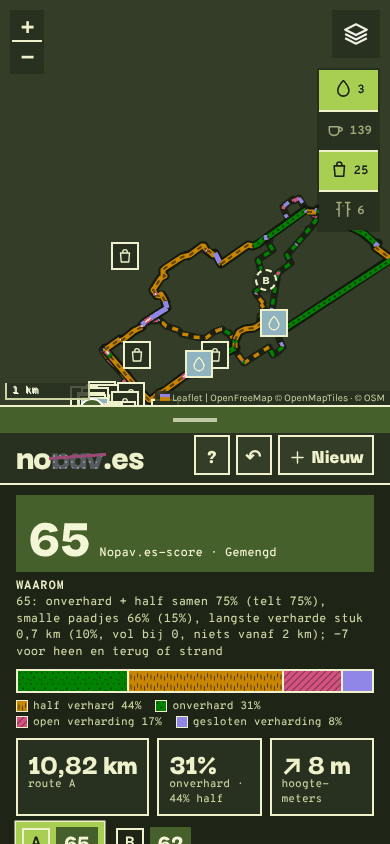 +
−
3
139
25
6
B
1 km
Leaflet | OpenFreeMap © OpenMapTiles · © OSM
nopav.es
?
↶
+ Nieuw
65 Nopav.es-score · Gemengd
WAAROM
65: onverhard + half samen 75% (telt 75%),
smalle paadjes 66% (15%), langste verharde stuk
0,7 km (10%, vol bij 0, niets vanaf 2 km); −7
voor heen en terug of strand
half verhard 44% onverhard 31%
open verharding 17% gesloten verharding 8%
10,82 km
route A
31%
onverhard ·
44% half
↗ 8 m
hoogte-
meters
A 65 B 62